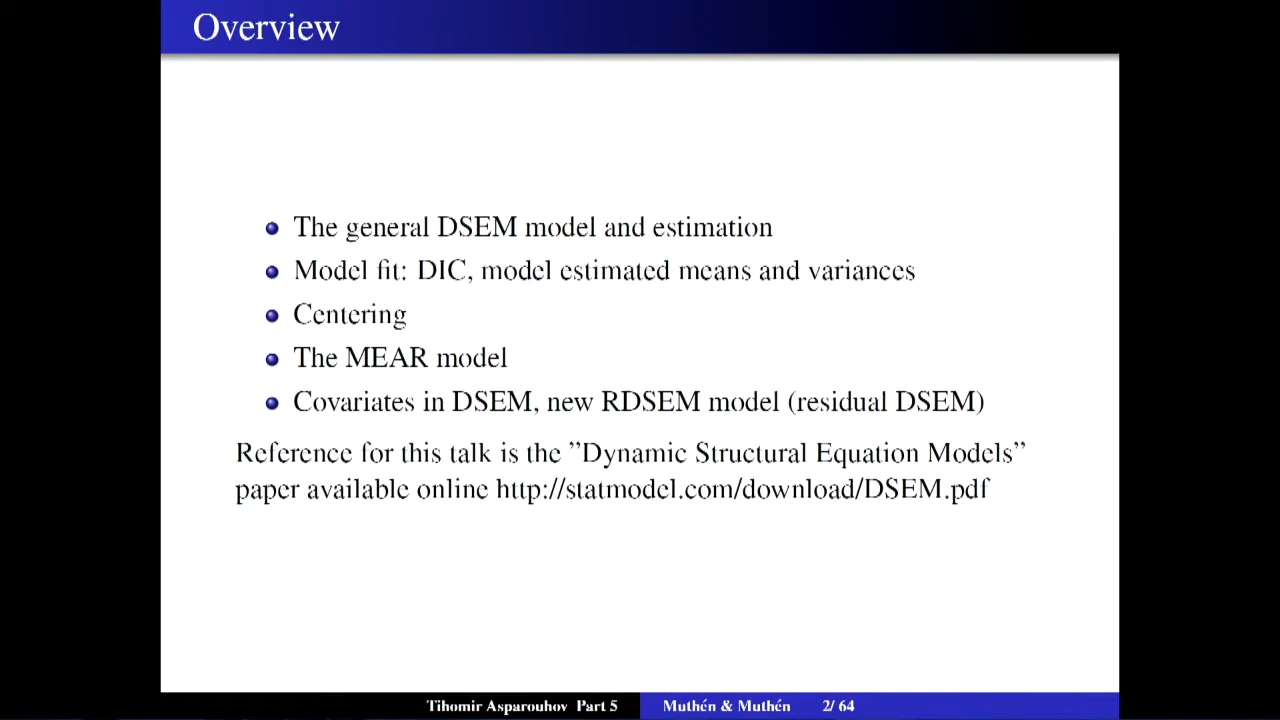 Overview
The general DSEM model and estimation
Model fit: DIC, model estimated means and variances
Centering
The MEAR model
Covariates in DSEM, new RDSEM model (residual DSEM)
Reference for this talk is the ”Dynamic Structural Equation Models”
paper available online http://statmodel.com/download/DSEM.pdf
Tihomir Asparouhov Part 5 Muthén & Muthén 2/ 64